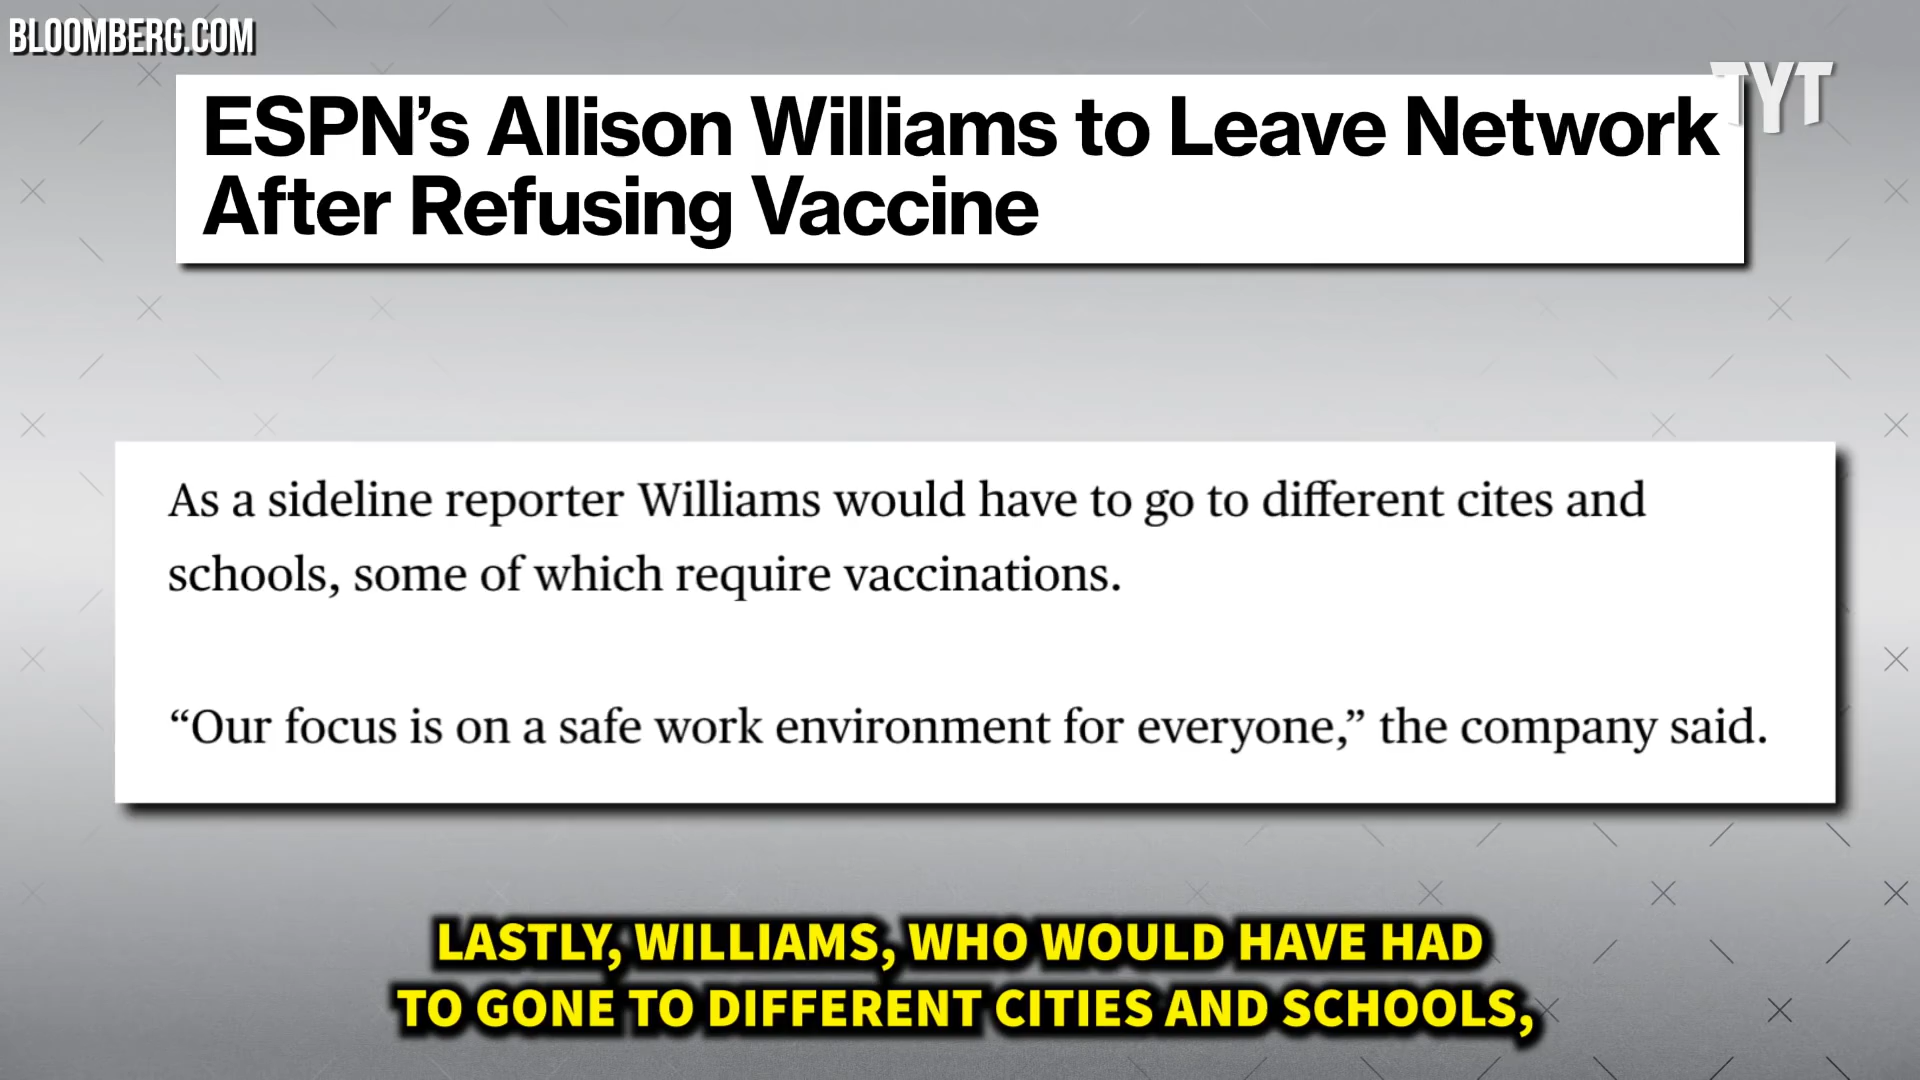 BLOOMBERG.COM
TYT
ESPN’s Allison Williams to Leave Network
After Refusing Vaccine
As a sideline reporter Williams would have to go to different cites and
schools, some of which require vaccinations.
“Our focus is on a safe work environment for everyone,” the company said.
LASTLY, WILLIAMS, WHO WOULD HAVE HAD
TO GONE TO DIFFERENT CITIES AND SCHOOLS,